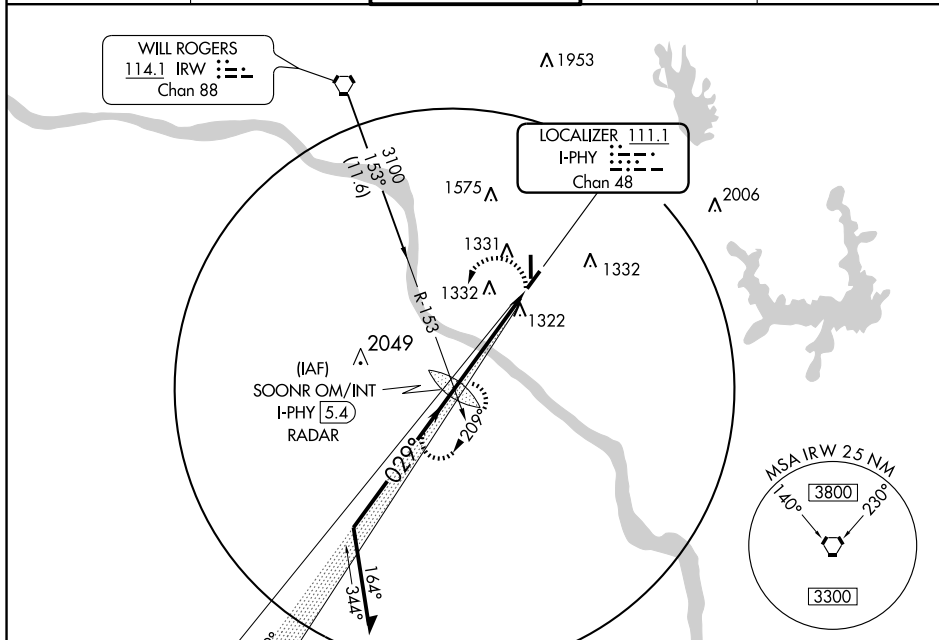 WILL ROGERS
114.1 IRW
Chan 88
1953
LOCALIZER 111.1
I-PHY
Chan 48
3100
153°
(11.6)
1575
2006
1331
1332
1332
1322
R-153
2049
(IAF)
SOONR OM/INT
I-PHY 5.4
RADAR
209°
029°
164°
344°
MSA IRW 25 NM
140°
3800
230°
3300